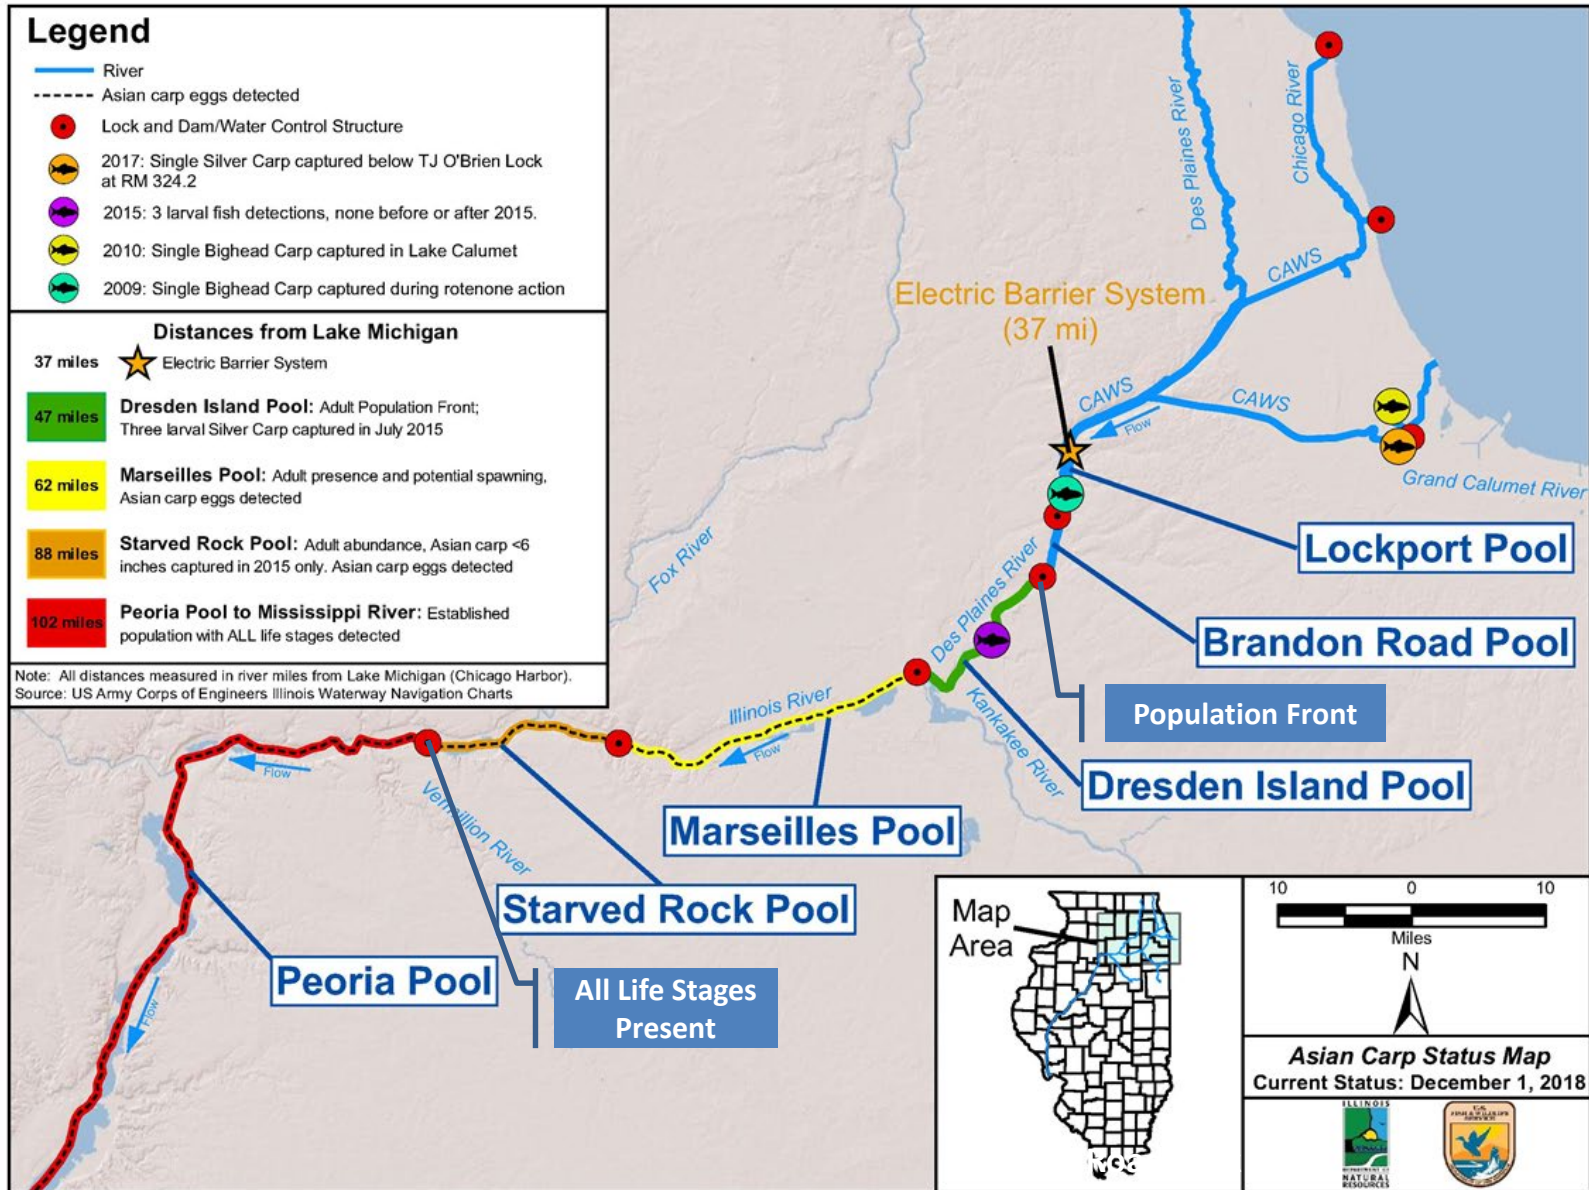 Legend
River
Asian carp eggs detected
Lock and Dam/Water Control Structure
2017: Single Silver Carp captured below TJ O'Brien Lock
at RM 324.2
2015: 3 larval fish detections, none before or after 2015.
2010: Single Bighead Carp captured in Lake Calumet
2009: Single Bighead Carp captured during rotenone action
Distances from Lake Michigan
37 miles Electric Barrier System
47 miles Dresden Island Pool: Adult Population Front;
Three larval Silver Carp captured in July 2015
62 miles Marseilles Pool: Adult presence and potential spawning,
Asian carp eggs detected
88 miles Starved Rock Pool: Adult abundance, Asian carp <6
inches captured in 2015 only. Asian carp eggs detected
102 miles Peoria Pool to Mississippi River: Established
population with ALL life stages detected
Note: All distances measured in river miles from Lake Michigan (Chicago Harbor).
Source: US Army Corps of Engineers Illinois Waterway Navigation Charts
Des Plaines River
Chicago River
CAWS
Electric Barrier System
(37 mi)
CAWS
CAWS
Flow
Grand Calumet River
Lockport Pool
Fox River
Des Plaines River
Brandon Road Pool
Population Front
Illinois River
Kankakee River
Flow
Dresden Island Pool
Flow
Vermillion River
Marseilles Pool
Starved Rock Pool
Peoria Pool
All Life Stages
Present
Flow
Map
Area
10 0 10
Miles
N
Asian Carp Status Map
Current Status: December 1, 2018
ILLINOIS
DEPARTMENT OF
NATURAL
RESOURCES
U.S.
FISH & WILDLIFE
SERVICE